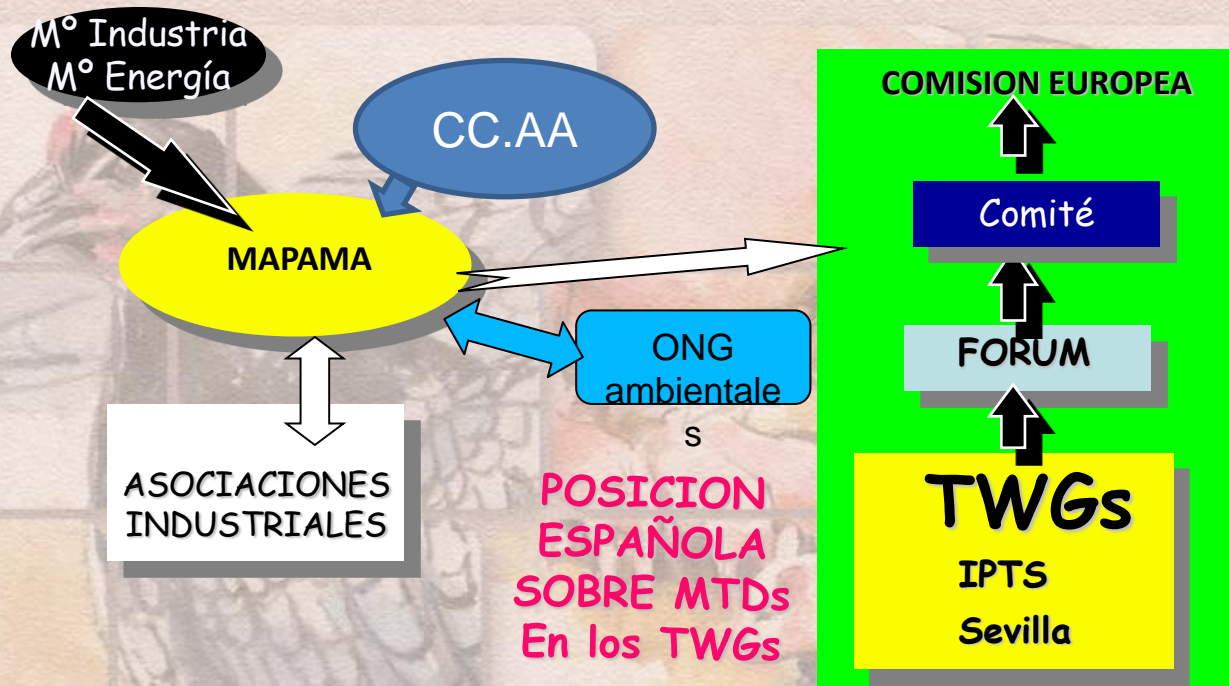 Mº Industria
Mº Energía
CC.AA
MAPAMA
ONG
ambientale
s
ASOCIACIONES
INDUSTRIALES
POSICION
ESPAÑOLA
SOBRE MTDs
En los TWGs
COMISION EUROPEA
Comité
FORUM
TWGs
IPTS
Sevilla